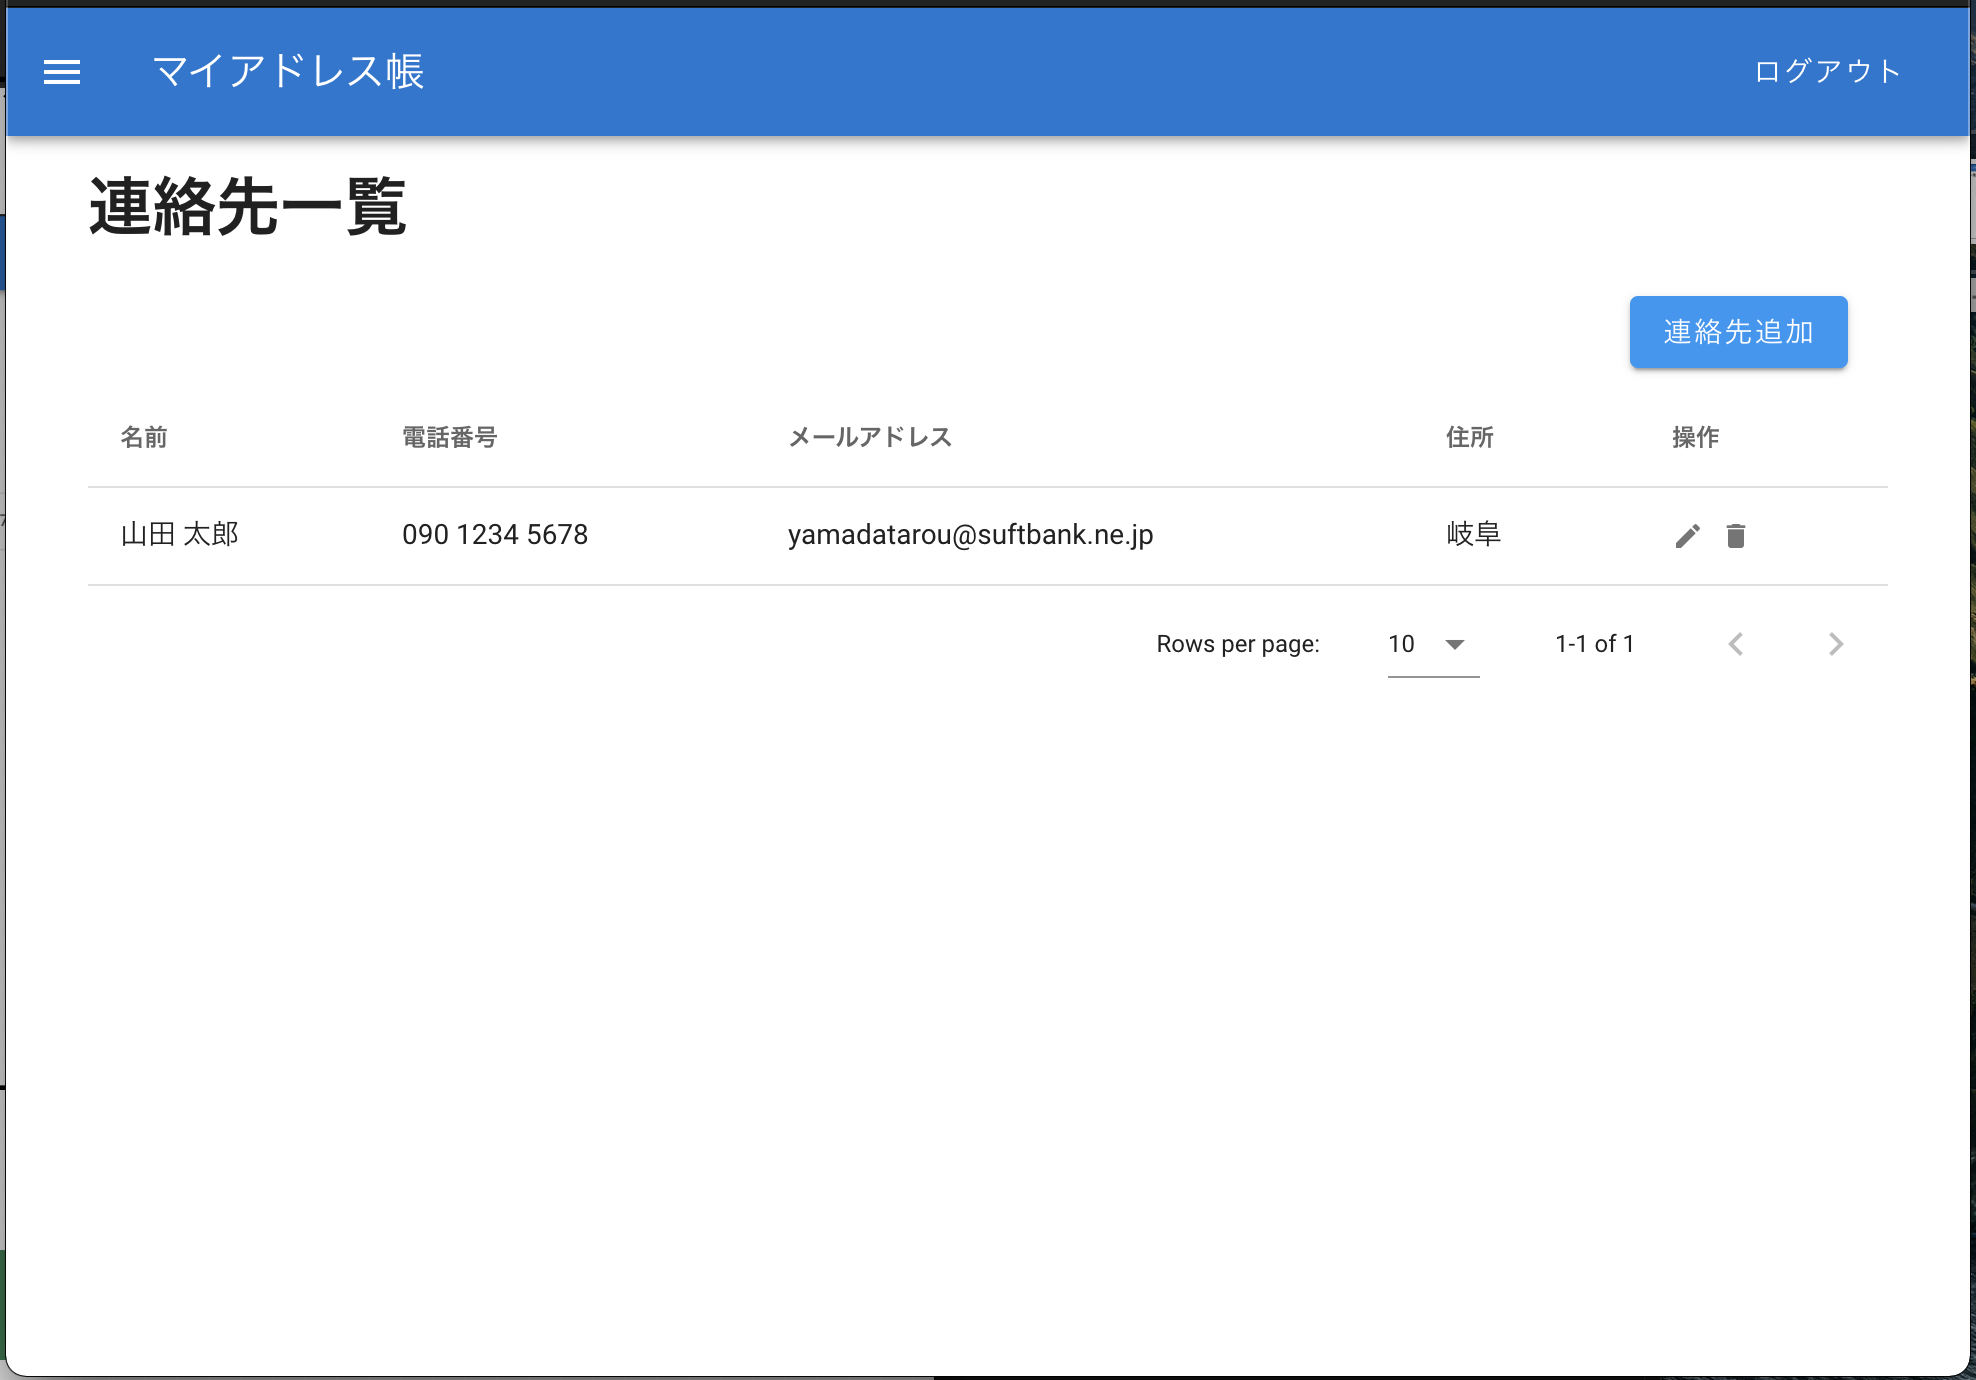 マイアドレス帳 ログアウト
連絡先一覧
連絡先追加
名前 電話番号 メールアドレス 住所 操作
山田 太郎 090 1234 5678 yamadatarou@suftbank.ne.jp 岐阜
Rows per page: 10 1-1 of 1